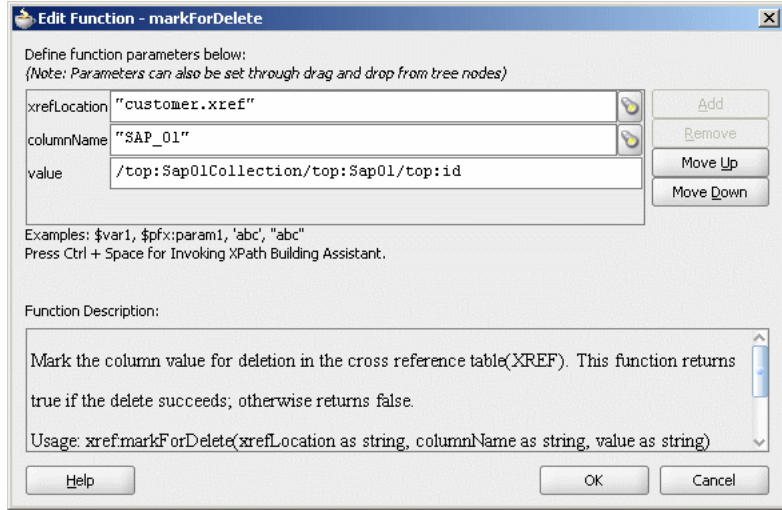 Edit Function - markForDelete
Define function parameters below:
(Note: Parameters can also be set through drag and drop from tree nodes)
xrefLocation "customer.xref" Add
Remove
columnName "SAP_01"
Move Up
value /top:Sap01Collection/top:Sap01/top:id
Move Down
Examples: $var1, $pfx:param1, 'abc', "abc"
Press Ctrl + Space for Invoking XPath Building Assistant.
Function Description:
Mark the column value for deletion in the cross reference table(XREF). This function returns
true if the delete succeeds; otherwise returns false.
Usage: xref:markForDelete(xrefLocation as string, columnName as string, value as string)
Help OK Cancel